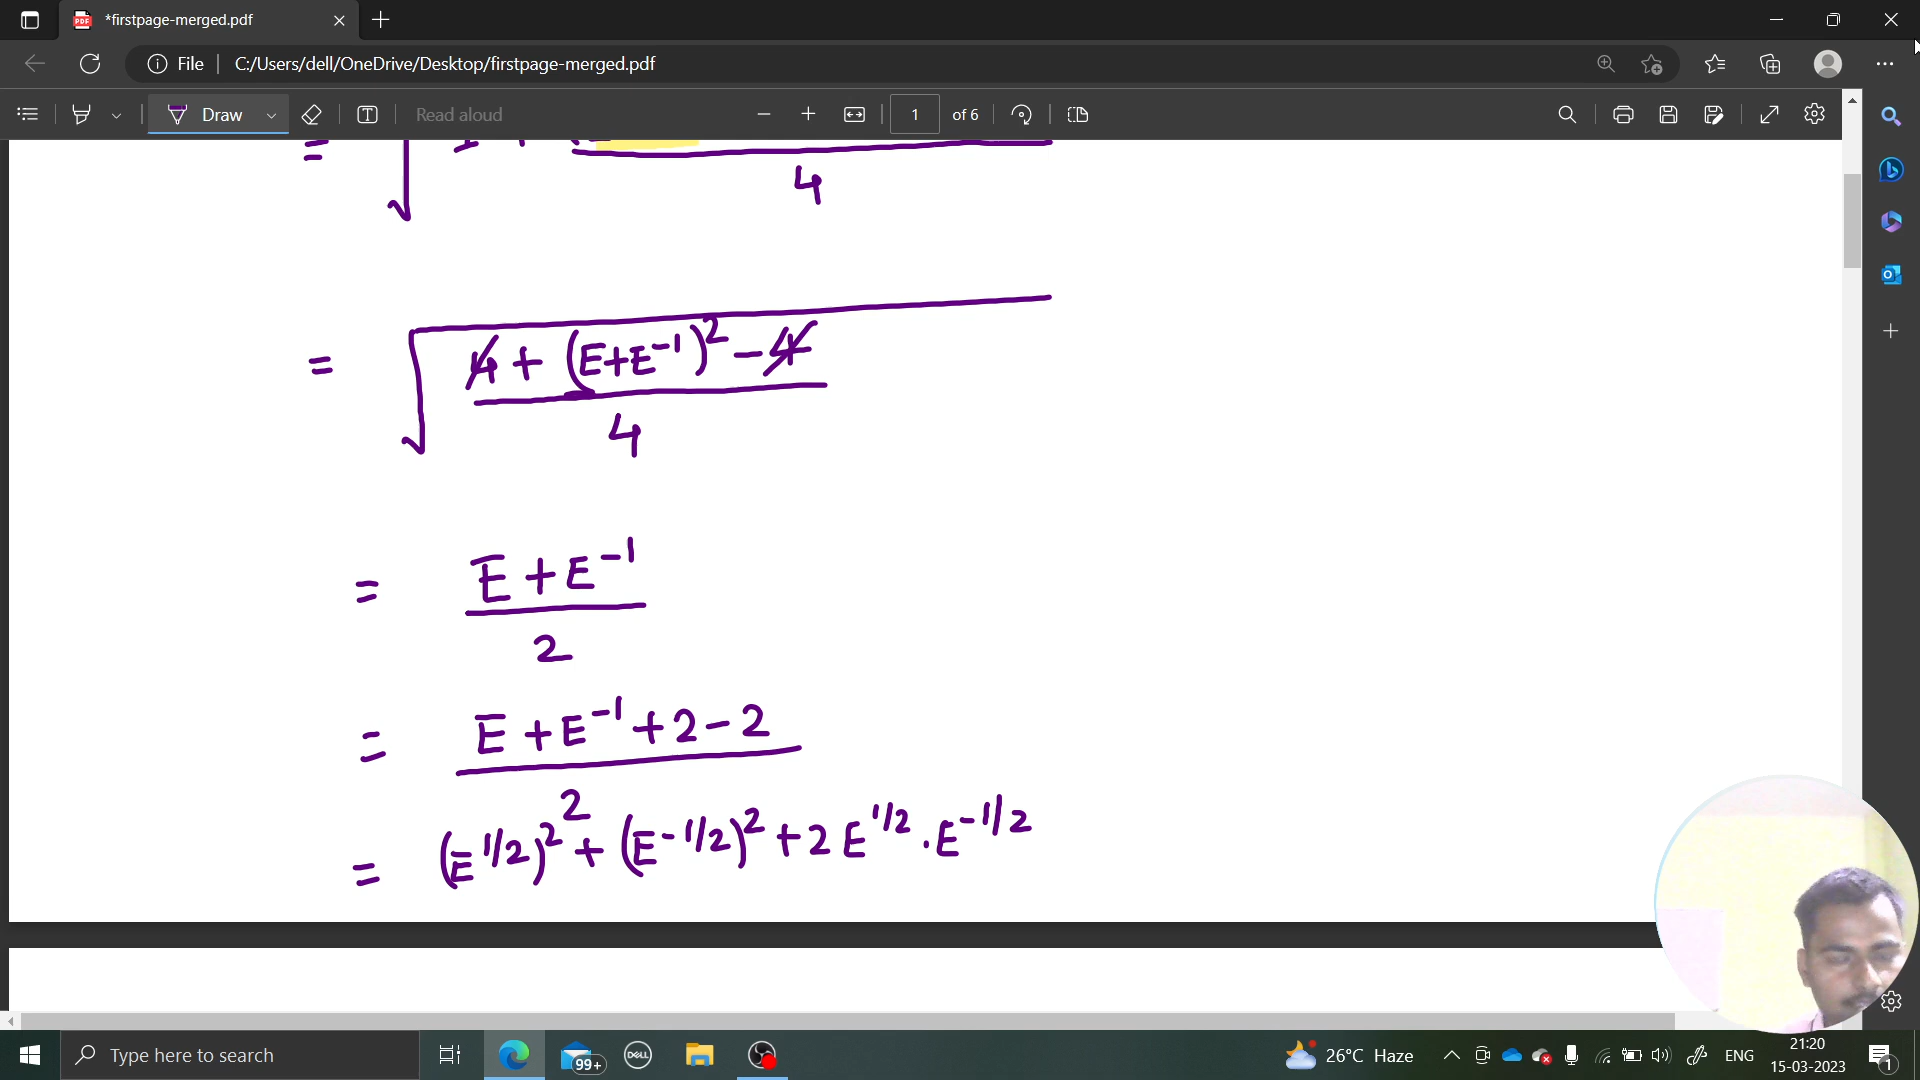 *firstpage-merged.pdf
File | C:/Users/dell/OneDrive/Desktop/firstpage-merged.pdf
Draw
Read aloud
1 of 6
4
= √ 4 + (E+E⁻¹)² - 4
4
= E + E⁻¹
2
= E + E⁻¹ + 2 - 2
2
= (E^1/2)² + (E^-1/2)² + 2 E^1/2 . E^-1/2
Type here to search
99+
DELL
26°C Haze
ENG
21:20
15-03-2023
1